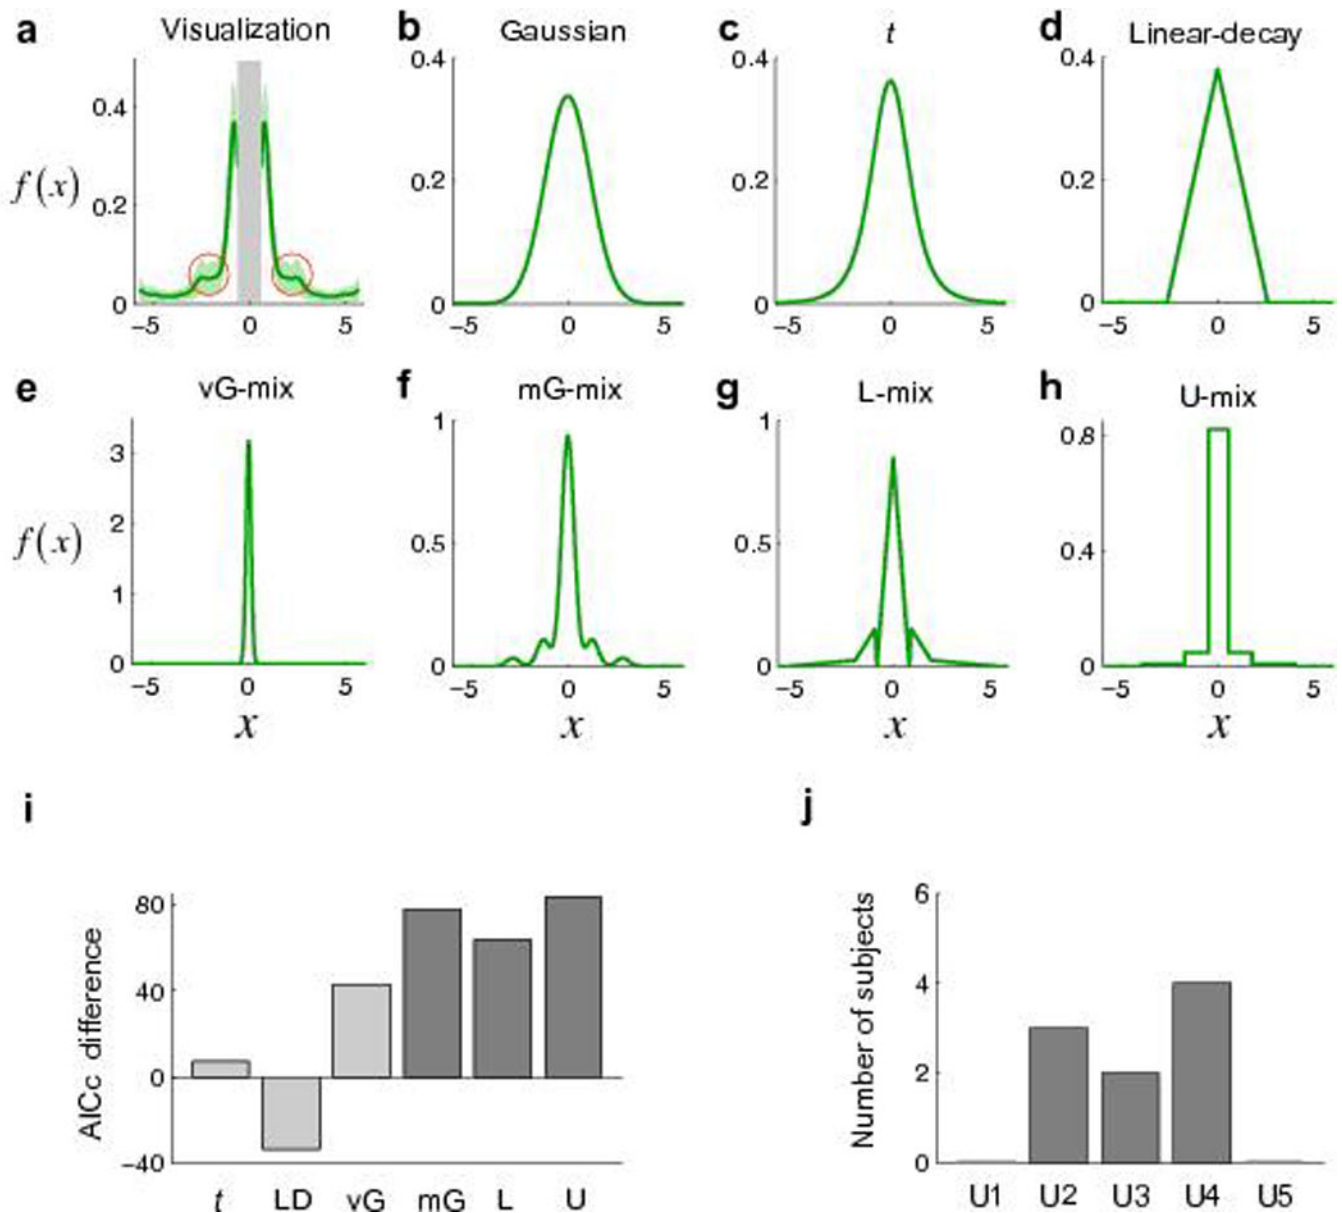 a Visualization b Gaussian c t d Linear-decay
0.4 0.4 0.4 0.4
f(x) 0.2 0.2 0.2 0.2
0 0 0 0
−5 0 5 −5 0 5 −5 0 5 −5 0 5
e vG-mix f mG-mix g L-mix h U-mix
3 1 1 0.8
f(x) 2 0.5 0.5 0.4
1
0 0 0 0
−5 0 5 −5 0 5 −5 0 5 −5 0 5
x x x x
i j
AICc difference
80
40
0
−40
t LD vG mG L U
Number of subjects
6
4
2
0
U1 U2 U3 U4 U5